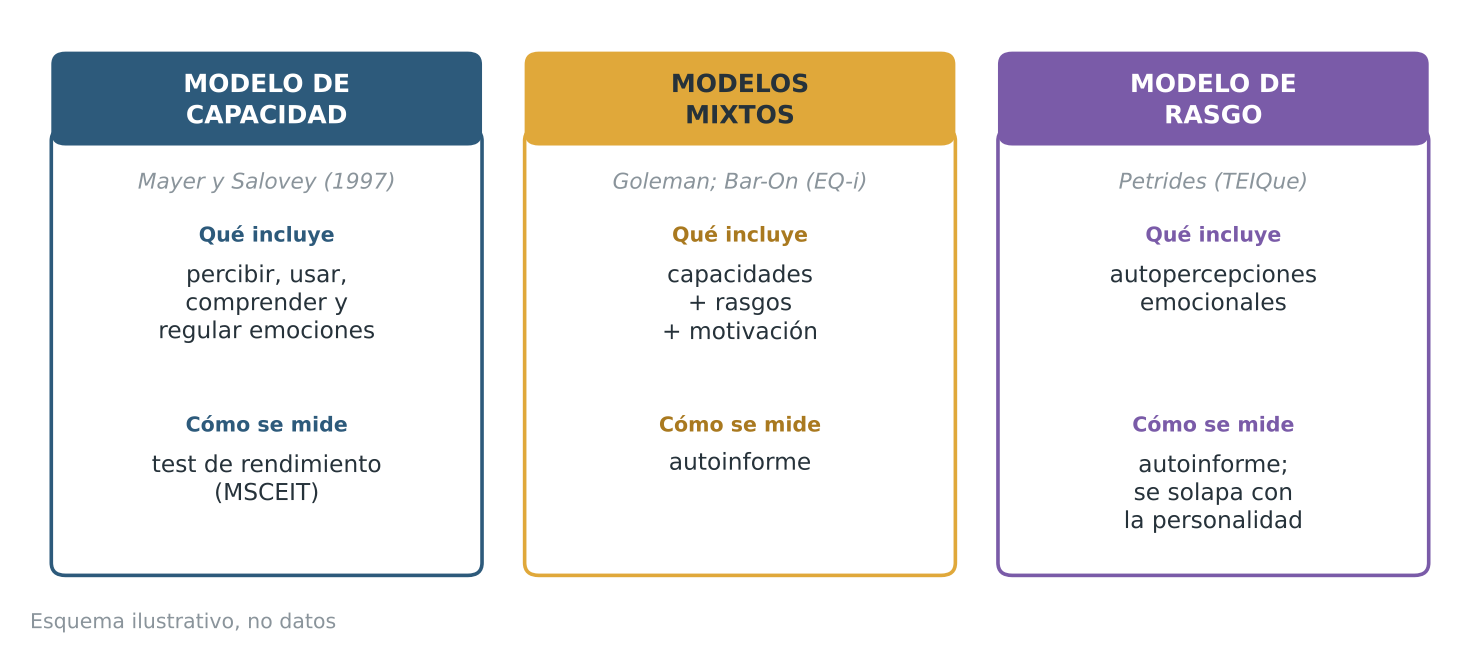 MODELO DE
CAPACIDAD
Mayer y Salovey (1997)
Qué incluye
percibir, usar,
comprender y
regular emociones
Cómo se mide
test de rendimiento
(MSCEIT)
MODELOS
MIXTOS
Goleman; Bar-On (EQ-i)
Qué incluye
capacidades
+ rasgos
+ motivación
Cómo se mide
autoinforme
MODELO DE
RASGO
Petrides (TEIQue)
Qué incluye
autopercepciones
emocionales
Cómo se mide
autoinforme;
se solapa con
la personalidad
Esquema ilustrativo, no datos